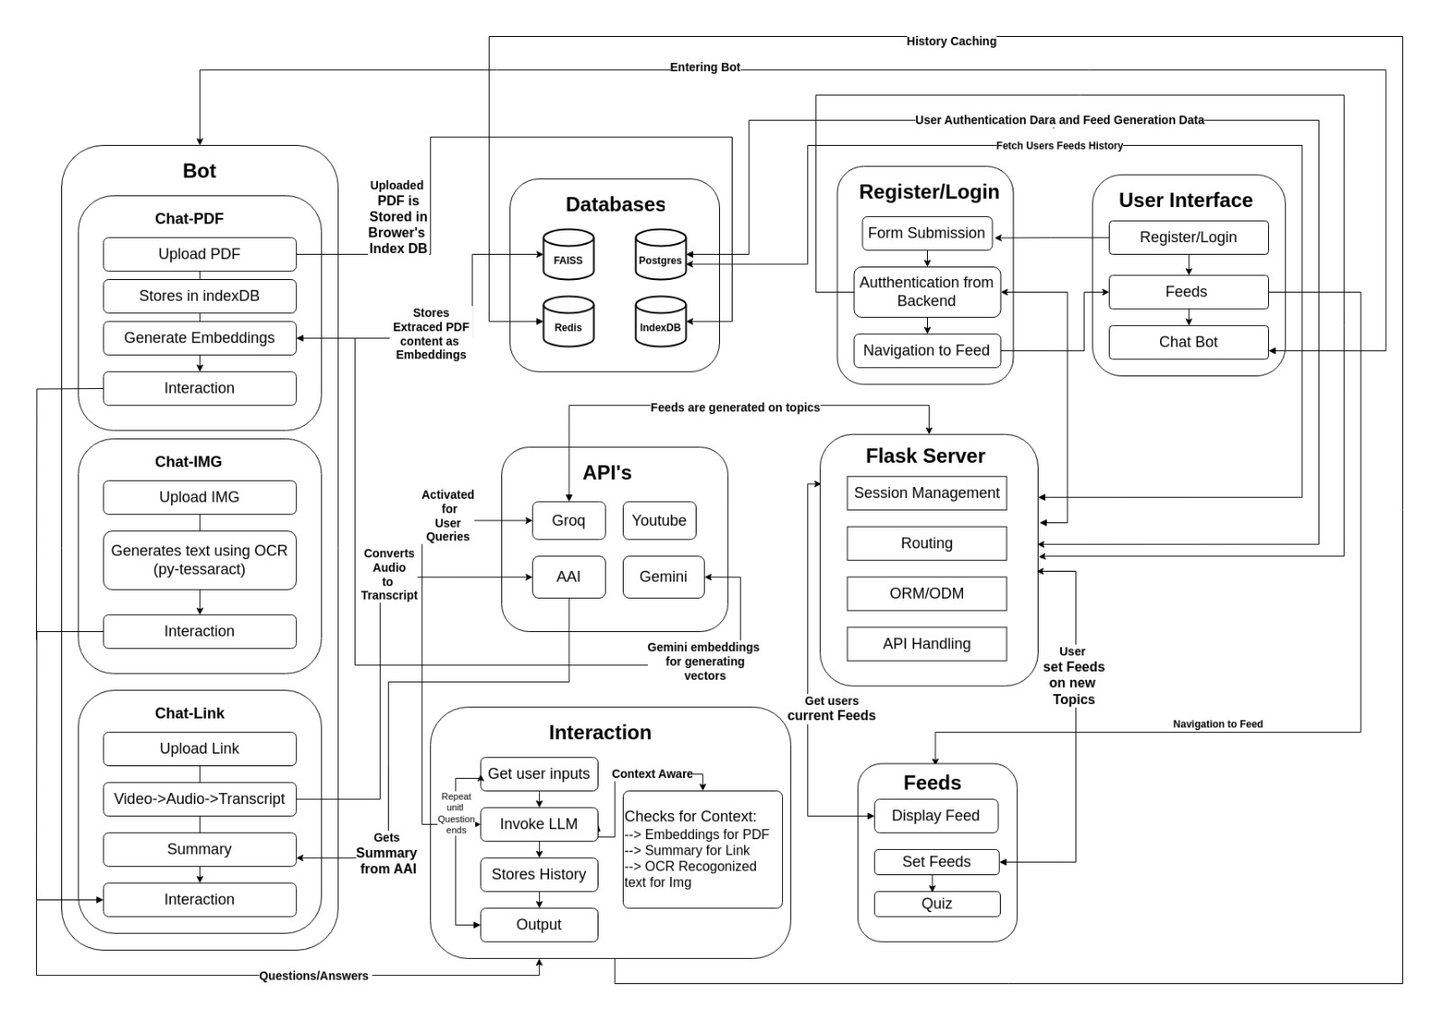 History Caching
Entering Bot
User Authentication Dara and Feed Generation Data
Fetch Users Feeds History
Bot
Chat-PDF
Upload PDF
Stores in indexDB
Generate Embeddings
Interaction
Chat-IMG
Upload IMG
Generates text using OCR
(py-tessaract)
Interaction
Chat-Link
Upload Link
Video->Audio->Transcript
Summary
Interaction
Uploaded
PDF is
Stored in
Brower's
Index DB
Stores
Extraced PDF
content as
Embeddings
Databases
FAISS
Postgres
Redis
IndexDB
Register/Login
Form Submission
Autthentication from
Backend
Navigation to Feed
User Interface
Register/Login
Feeds
Chat Bot
Feeds are generated on topics
Activated
for
User
Queries
Converts
Audio
to
Transcript
API's
Groq
Youtube
AAI
Gemini
Gemini embeddings
for generating
vectors
Flask Server
Session Management
Routing
ORM/ODM
API Handling
User
set Feeds
on new
Topics
Get users
current Feeds
Navigation to Feed
Gets
Summary
from AAI
Interaction
Get user inputs
Invoke LLM
Stores History
Output
Repeat
unitl
Question
ends
Context Aware
Checks for Context:
--> Embeddings for PDF
--> Summary for Link
--> OCR Recogonized
text for Img
Feeds
Display Feed
Set Feeds
Quiz
Questions/Answers